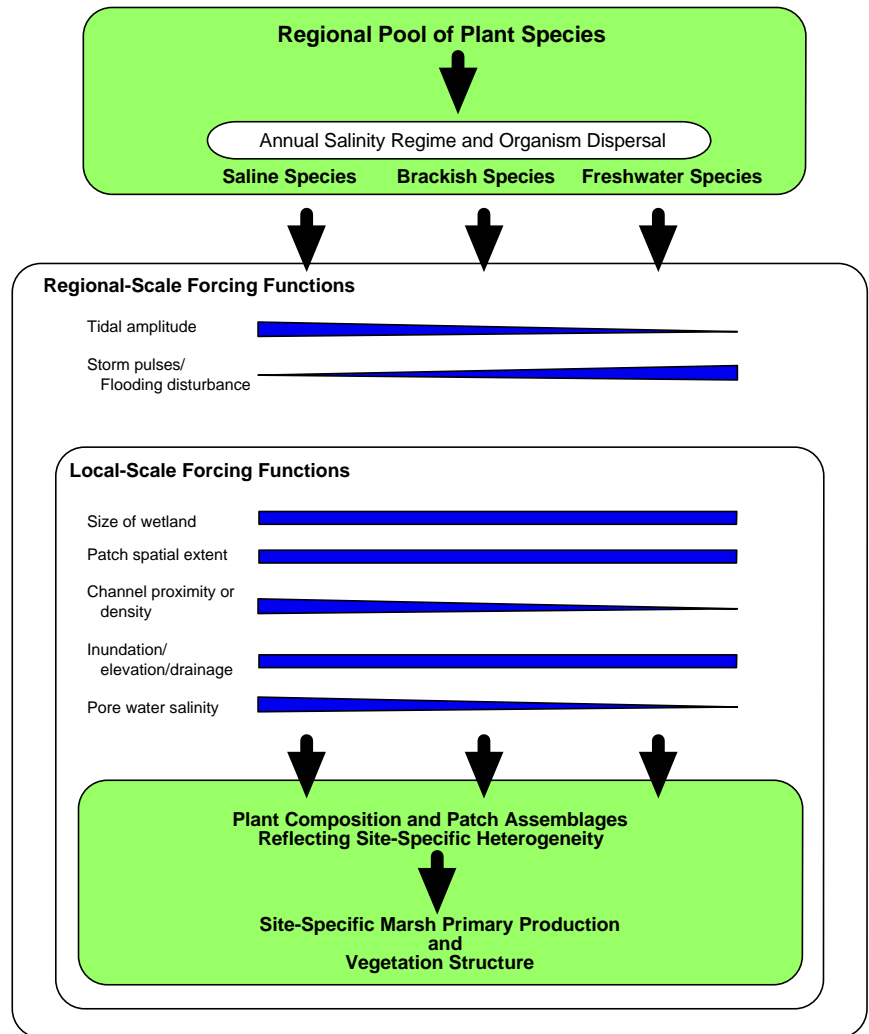 Regional Pool of Plant Species
Annual Salinity Regime and Organism Dispersal
Saline Species Brackish Species Freshwater Species
Regional-Scale Forcing Functions
Tidal amplitude
Storm pulses/
Flooding disturbance
Local-Scale Forcing Functions
Size of wetland
Patch spatial extent
Channel proximity or
density
Inundation/
elevation/drainage
Pore water salinity
Plant Composition and Patch Assemblages
Reflecting Site-Specific Heterogeneity
Site-Specific Marsh Primary Production
and
Vegetation Structure